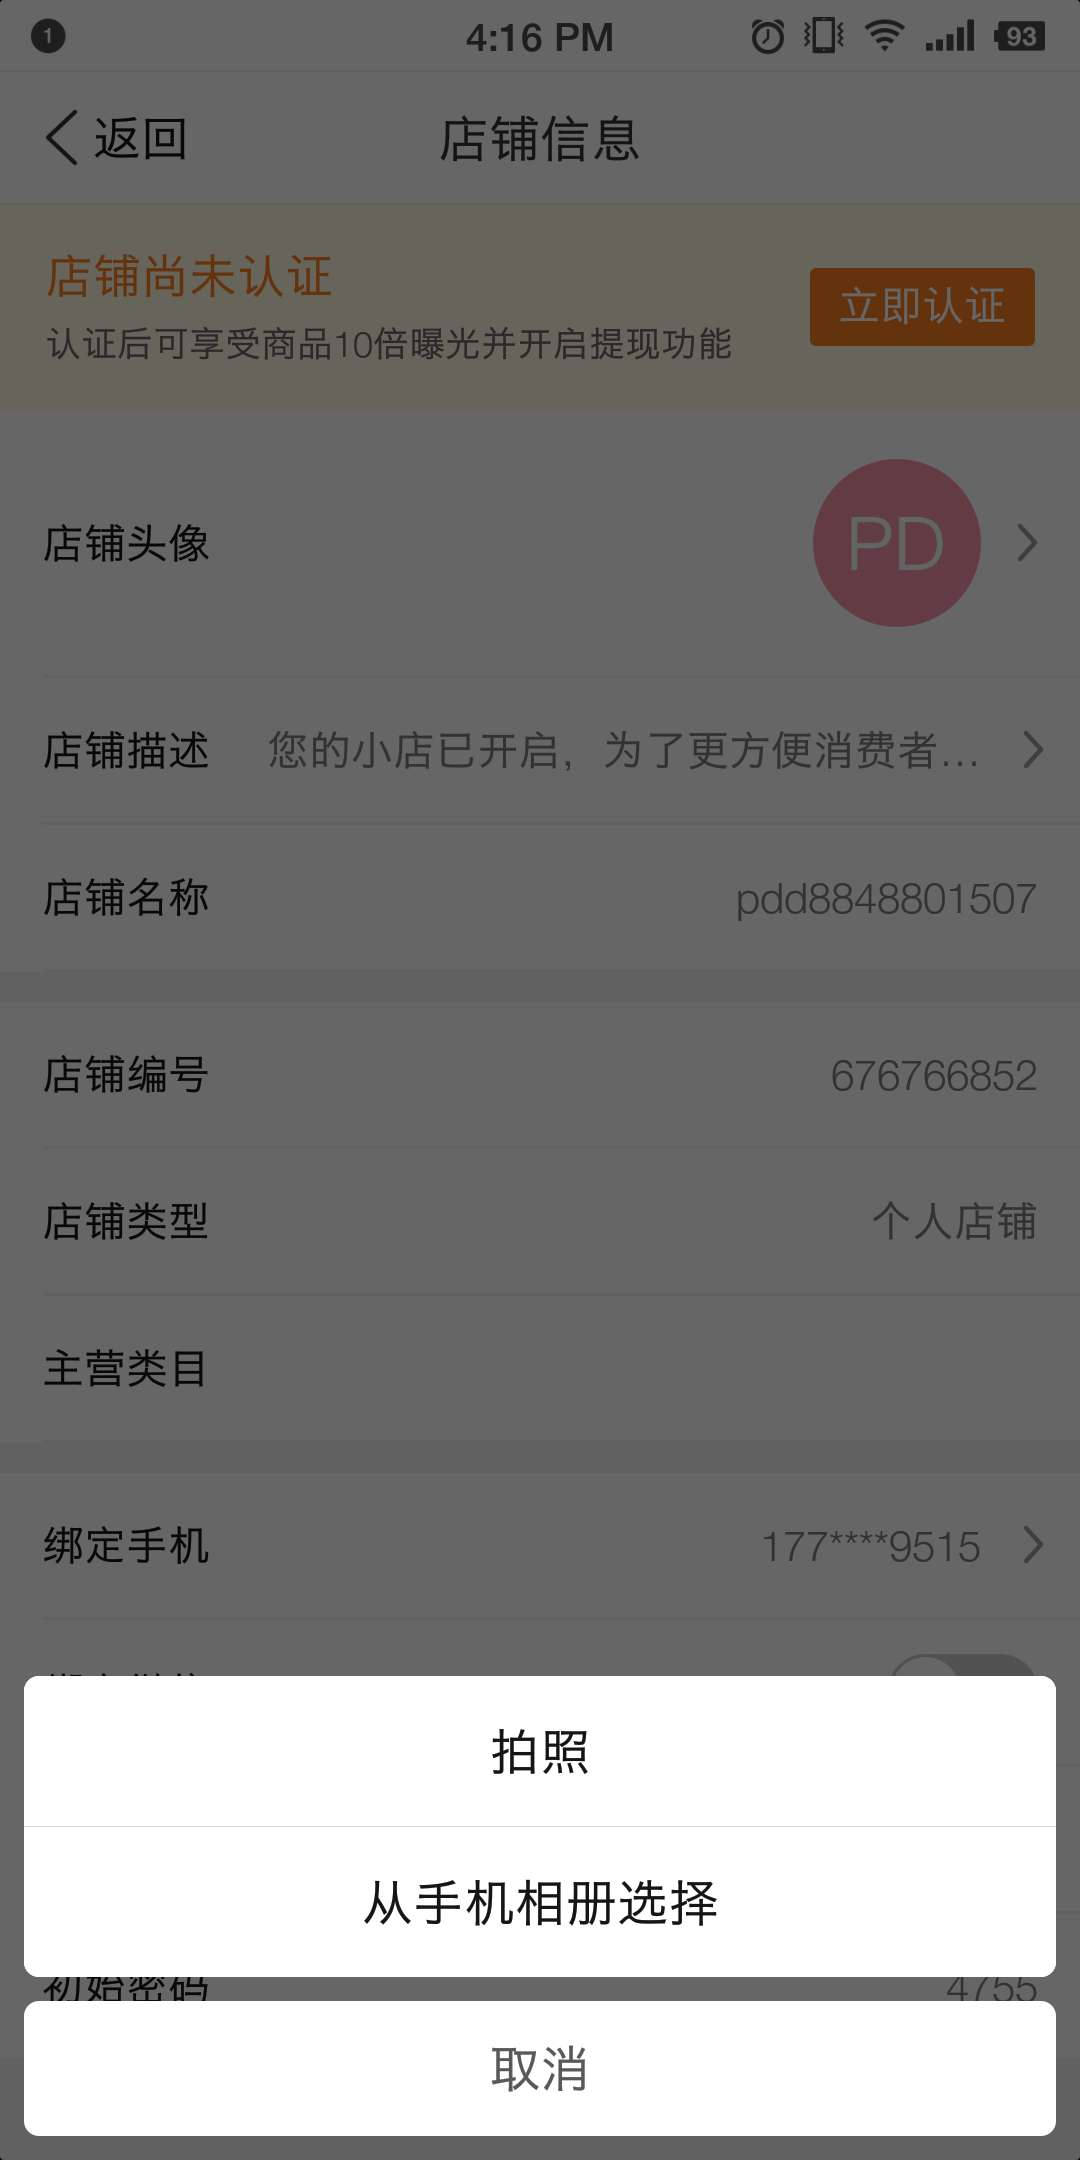 1
4:16 PM
93
返回
店铺信息
店铺尚未认证
认证后可享受商品10倍曝光并开启提现功能
立即认证
店铺头像
PD
店铺描述
您的小店已开启，为了更方便消费者...
店铺名称
pdd8848801507
店铺编号
676766852
店铺类型
个人店铺
主营类目
绑定手机
177****9515
拍照
从手机相册选择
初始密码
4755
取消